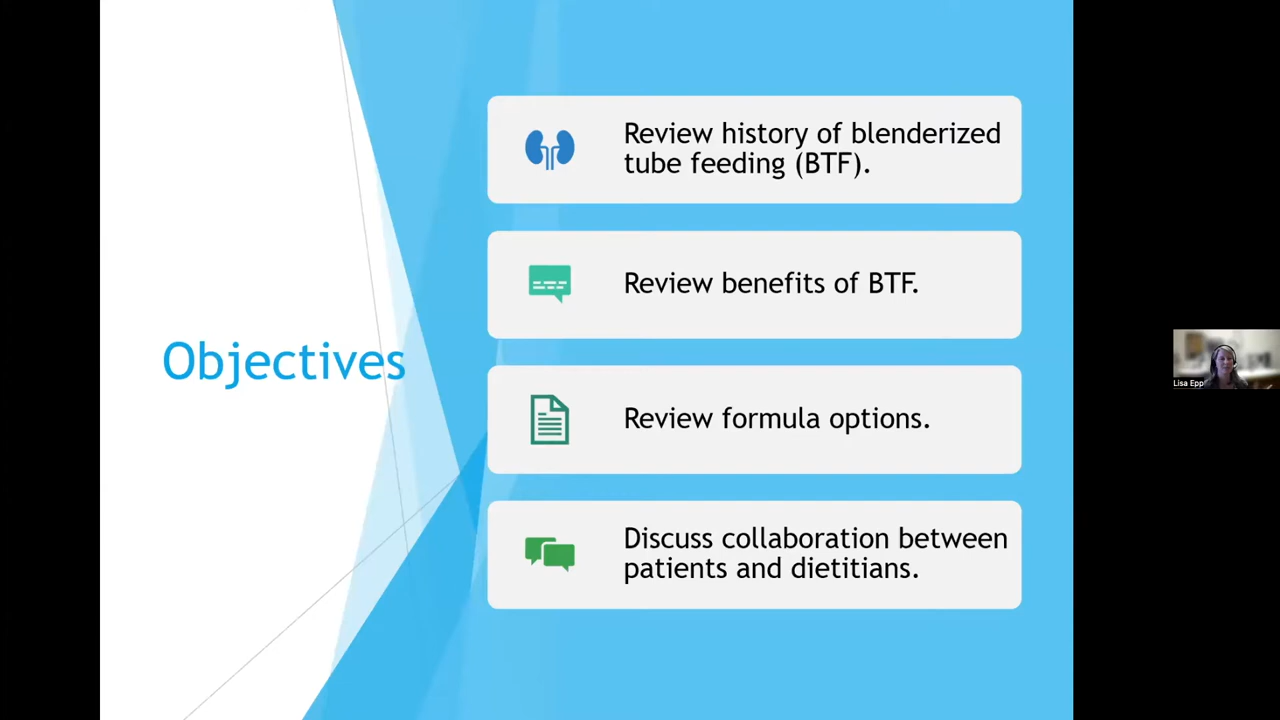 Objectives
Review history of blenderized
tube feeding (BTF).
Review benefits of BTF.
Review formula options.
Discuss collaboration between
patients and dietitians.
Lisa Epp